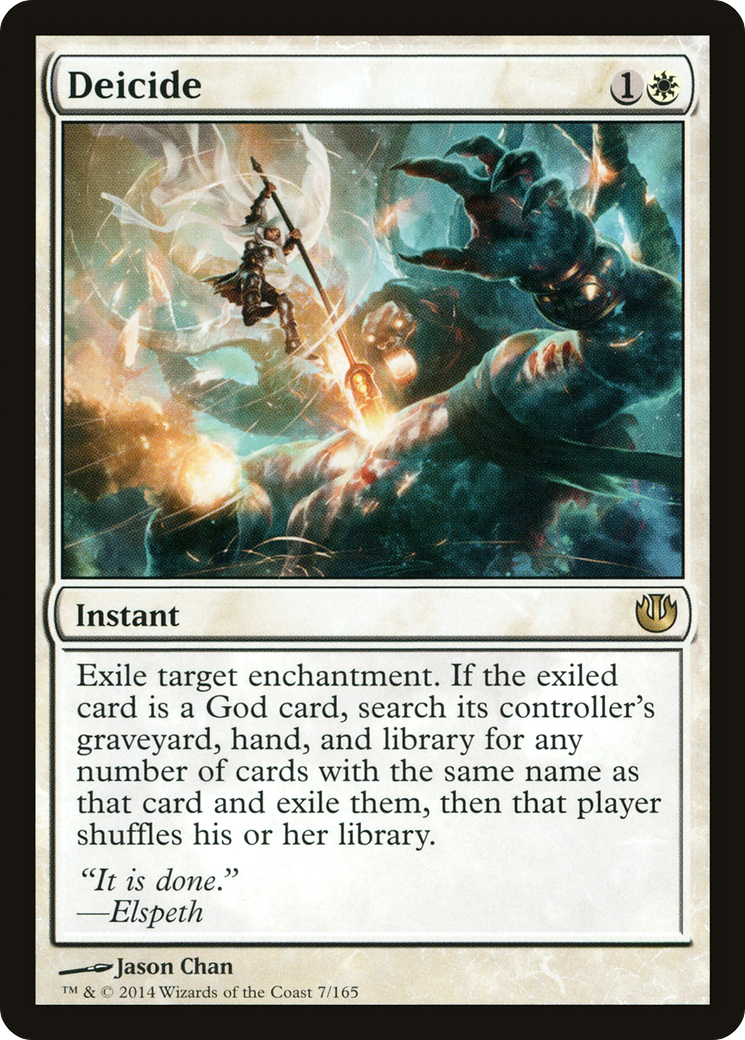 Deicide 1
Instant
Exile target enchantment. If the exiled
card is a God card, search its controller's
graveyard, hand, and library for any
number of cards with the same name as
that card and exile them, then that player
shuffles his or her library.
“It is done.”
—Elspeth
Jason Chan
™ & © 2014 Wizards of the Coast 7/165